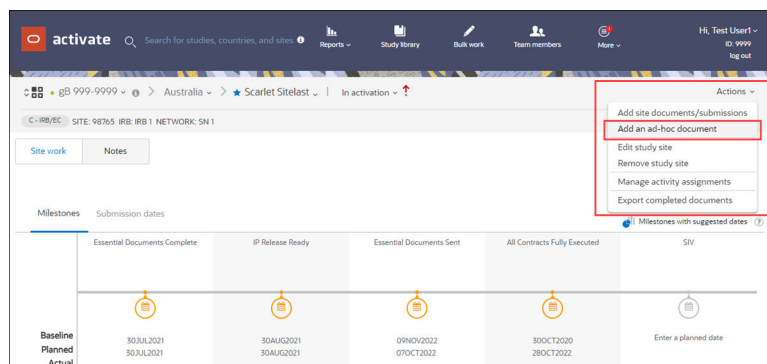 activate
Search for studies, countries, and sites
Reports
Study library
Bulk work
Team members
More
Hi, Test User1
ID: 9999
log out
gB 999-9999 > Australia > Scarlet Sitelast | In activation
Actions
C - IRB/EC SITE: 98765 IRB: IRB 1 NETWORK: SN 1
Add site documents/submissions
Add an ad-hoc document
Edit study site
Remove study site
Manage activity assignments
Export completed documents
Site work
Notes
Milestones
Submission dates
Milestones with suggested dates
Essential Documents Complete
IP Release Ready
Essential Documents Sent
All Contracts Fully Executed
SIV
Baseline 30JUL2021 30AUG2021 09NOV2022 30OCT2020 Enter a planned date
Planned 30JUL2021 30AUG2021 07OCT2022 28OCT2022
Actual